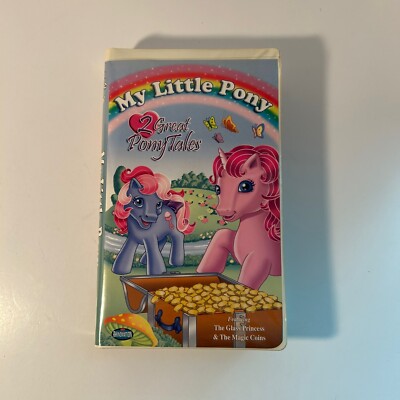 My Little Pony
2 Great
Pony Tales
Featuring
The Glass Princess
& The Magic Coins